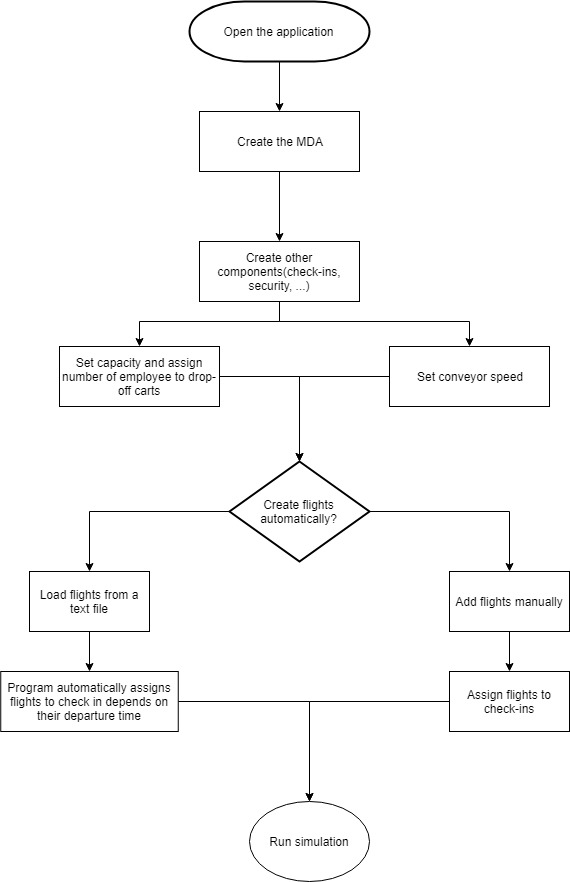 Open the application
Create the MDA
Create other
components(check-ins,
security, ...)
Set capacity and assign
number of employee to drop-
off carts
Set conveyor speed
Create flights
automatically?
Load flights from a
text file
Add flights manually
Program automatically assigns
flights to check in depends on
their departure time
Assign flights to
check-ins
Run simulation